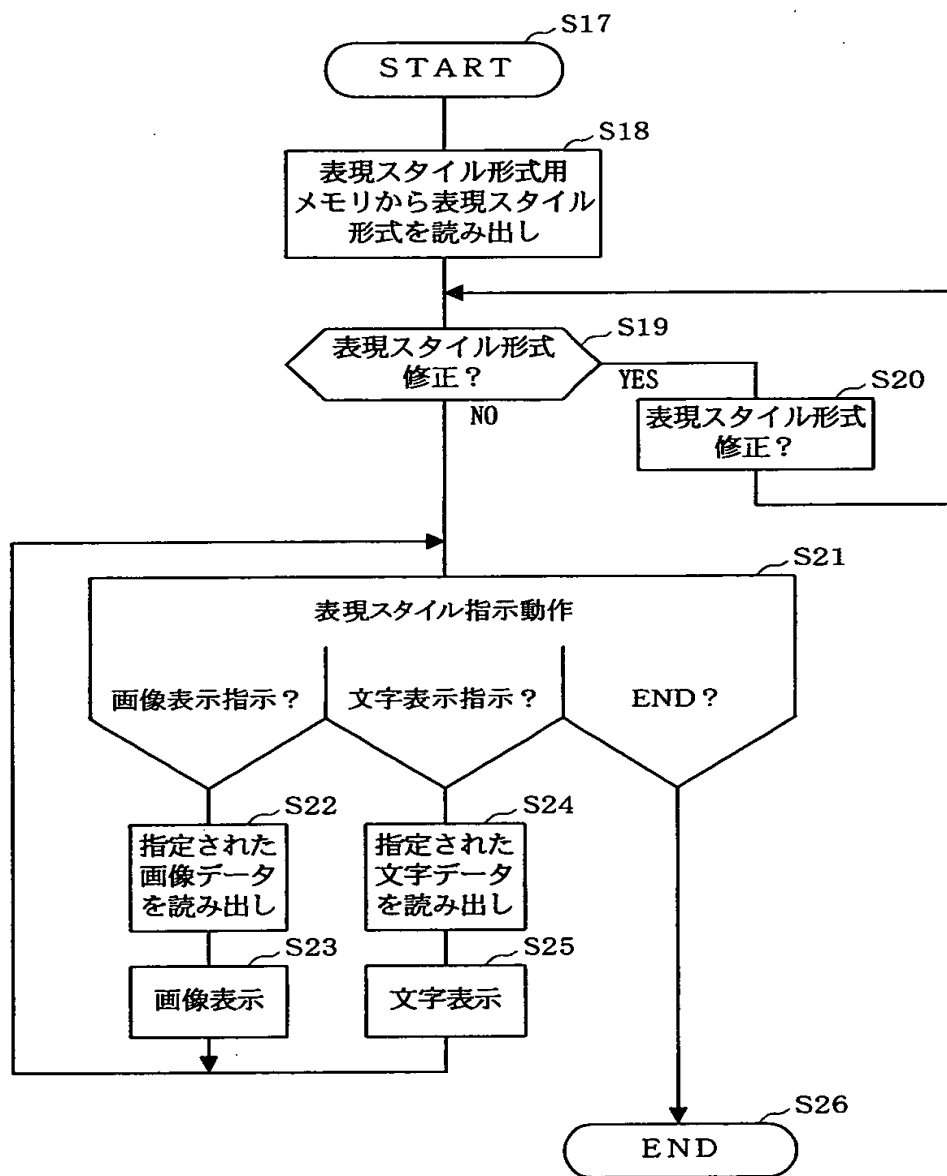 S17
START
S18
表現スタイル形式用
メモリから表現スタイル
形式を読み出し
S19
表現スタイル形式
修正？
YES
NO
S20
表現スタイル形式
修正？
S21
表現スタイル指示動作
画像表示指示？
文字表示指示？
END？
S22
指定された
画像データ
を読み出し
S24
指定された
文字データ
を読み出し
S23
画像表示
S25
文字表示
S26
END